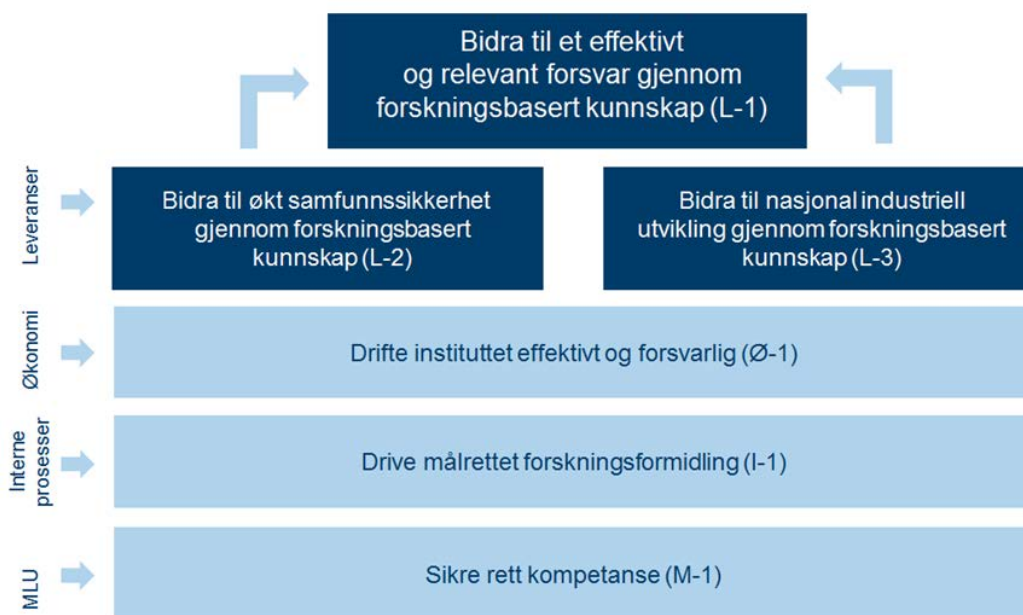 Bidra til et effektivt
og relevant forsvar gjennom
forskningsbasert kunnskap (L-1)
Leveranser
Bidra til økt samfunnssikkerhet
gjennom forskningsbasert
kunnskap (L-2)
Bidra til nasjonal industriell
utvikling gjennom forskningsbasert
kunnskap (L-3)
Økonomi
Drifte instituttet effektivt og forsvarlig (Ø-1)
Interne
prosesser
Drive målrettet forskningsformidling (I-1)
MLU
Sikre rett kompetanse (M-1)